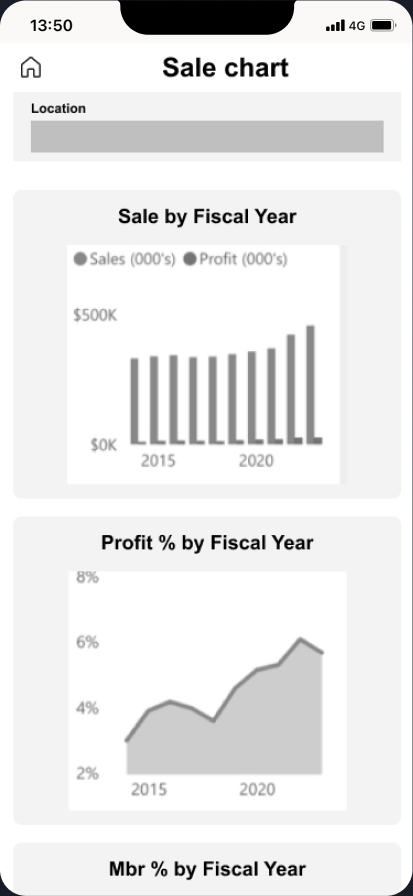 13:50 4G
Sale chart
Location
Sale by Fiscal Year
Sales (000's) Profit (000's)
$500K
$0K
2015 2020
Profit % by Fiscal Year
8%
6%
4%
2%
2015 2020
Mbr % by Fiscal Year